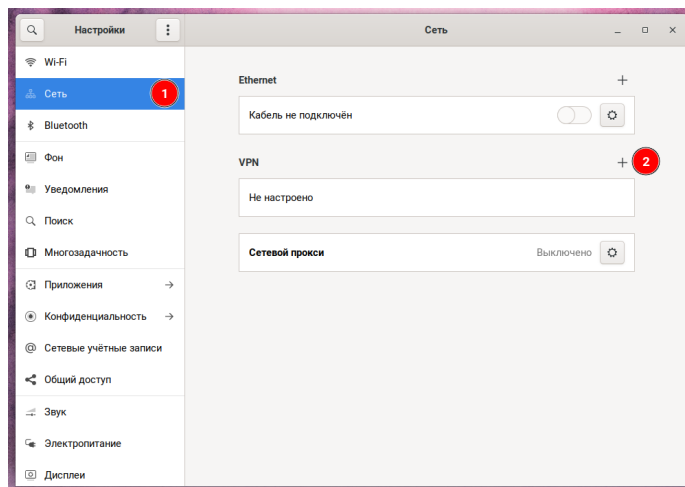 Настройки
Сеть
Wi-Fi
Сеть
1
Bluetooth
Фон
Уведомления
Поиск
Многозадачность
Приложения
Конфиденциальность
Сетевые учётные записи
Общий доступ
Звук
Электропитание
Дисплеи
Ethernet
Кабель не подключён
VPN
2
Не настроено
Сетевой прокси
Выключено